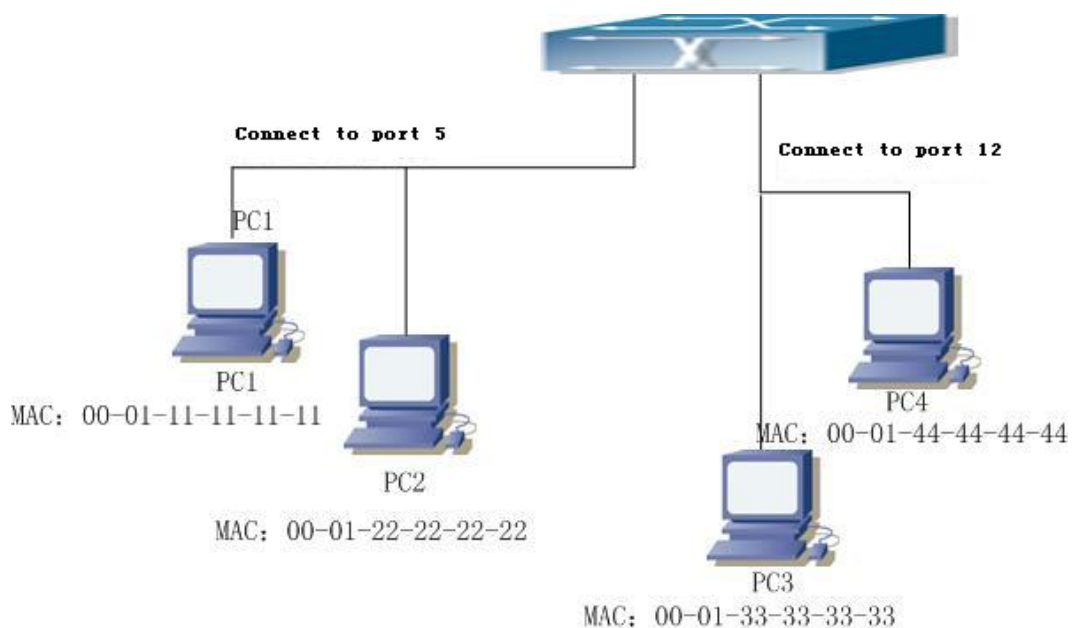 Connect to port 5
Connect to port 12
PC1
PC1
MAC: 00-01-11-11-11-11
PC2
MAC: 00-01-22-22-22-22
PC4
MAC: 00-01-44-44-44-44
PC3
MAC: 00-01-33-33-33-33